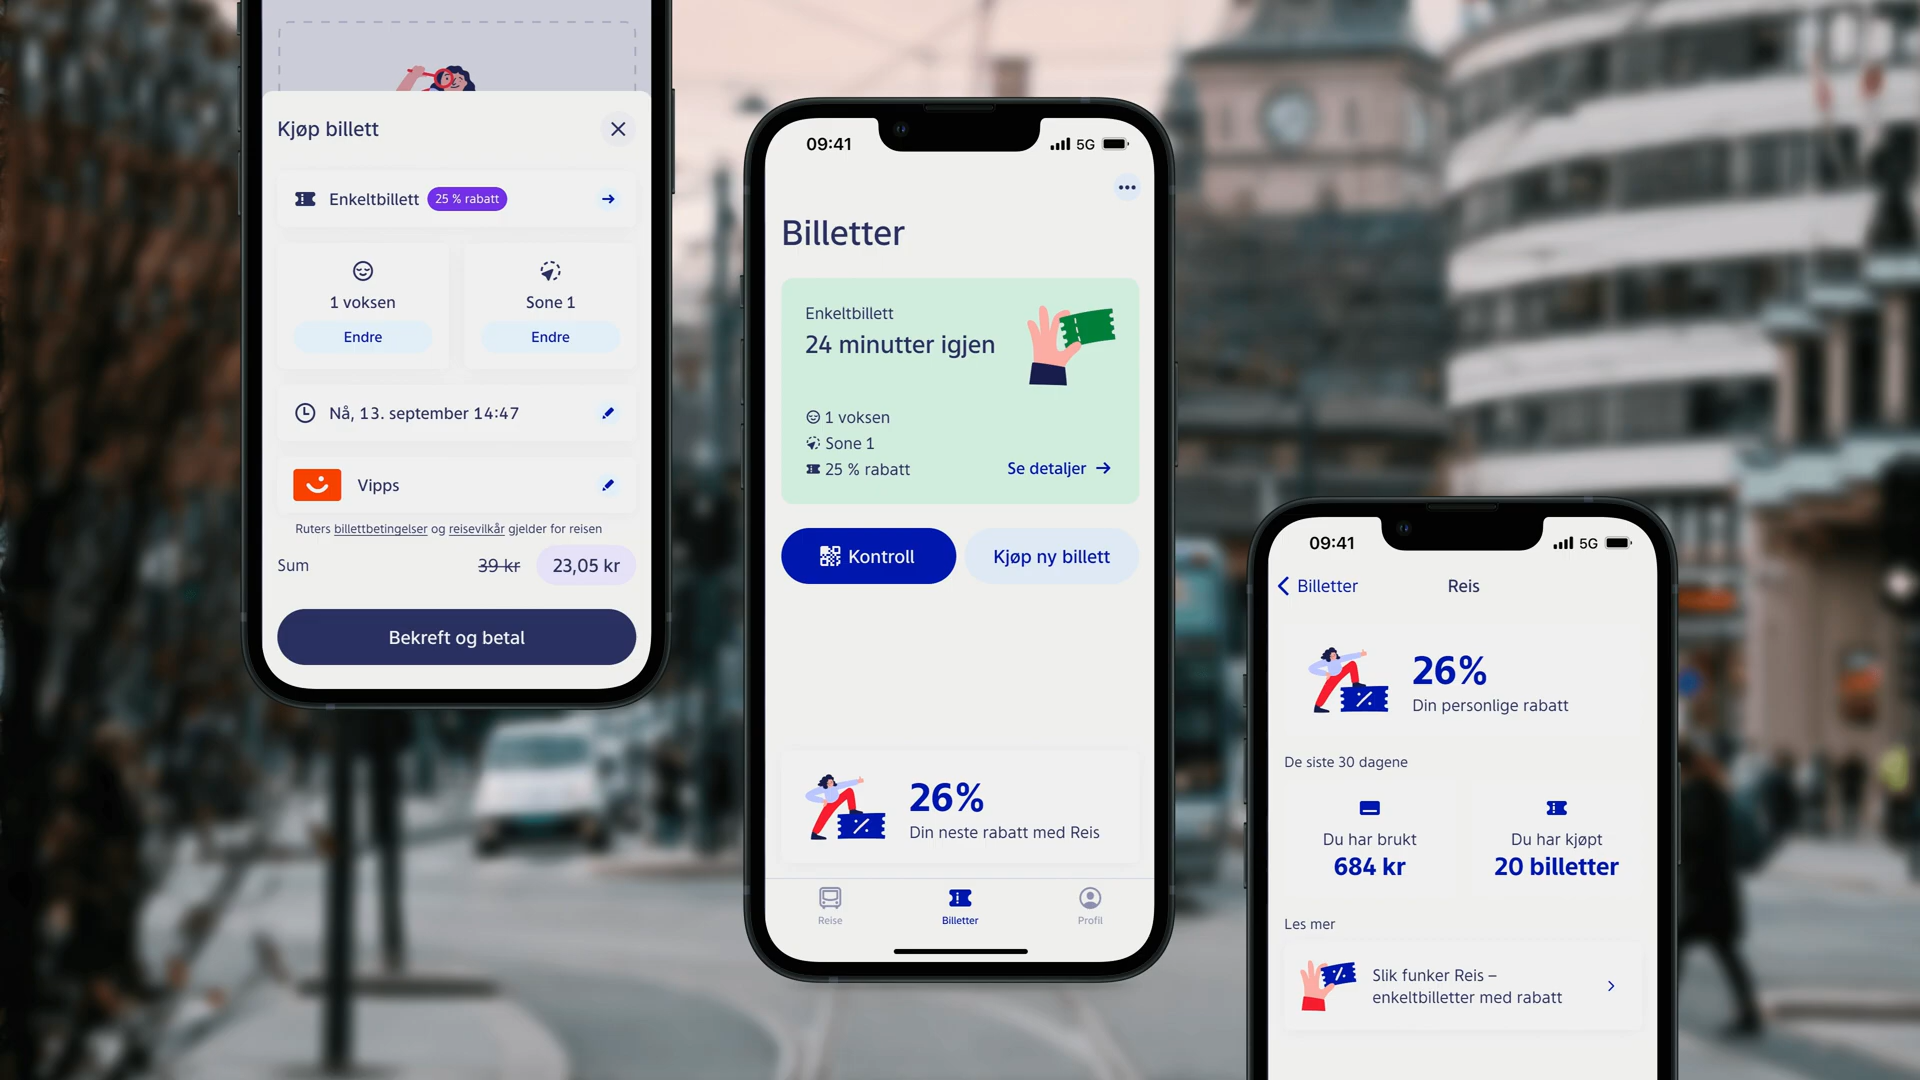 Kjøp billett
Enkeltbillett 25 % rabatt
1 voksen
Endre
Sone 1
Endre
Nå, 13. september 14:47
Vipps
Ruters billettbetingelser og reisevilkår gjelder for reisen
Sum 39 kr 23,05 kr
Bekreft og betal
09:41 5G
Billetter
Enkeltbillett
24 minutter igjen
1 voksen
Sone 1
25 % rabatt
Se detaljer
Kontroll
Kjøp ny billett
26%
Din neste rabatt med Reis
Reise
Billetter
Profil
09:41 5G
Billetter
Reis
26%
Din personlige rabatt
De siste 30 dagene
Du har brukt
684 kr
Du har kjøpt
20 billetter
Les mer
Slik funker Reis –
enkeltbilletter med rabatt